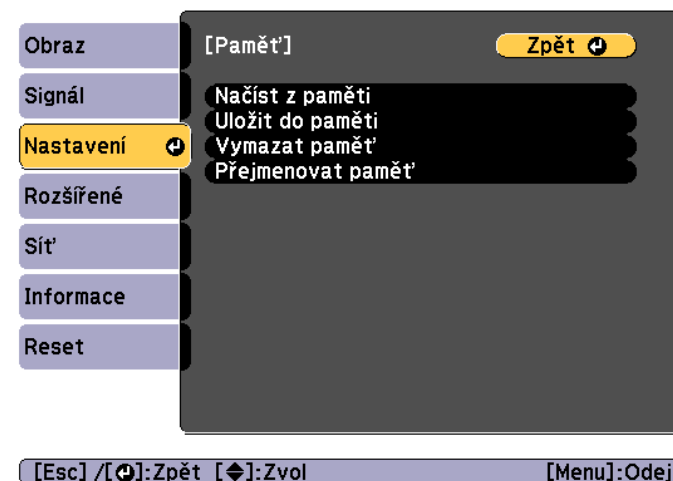 Obraz
Signál
Nastavení
Rozšířené
Síť
Informace
Reset
[Paměť]
Zpět
Načíst z paměti
Uložit do paměti
Vymazat paměť
Přejmenovat paměť
[Esc] /[ ]:Zpět [ ]:Zvol [Menu]:Odej